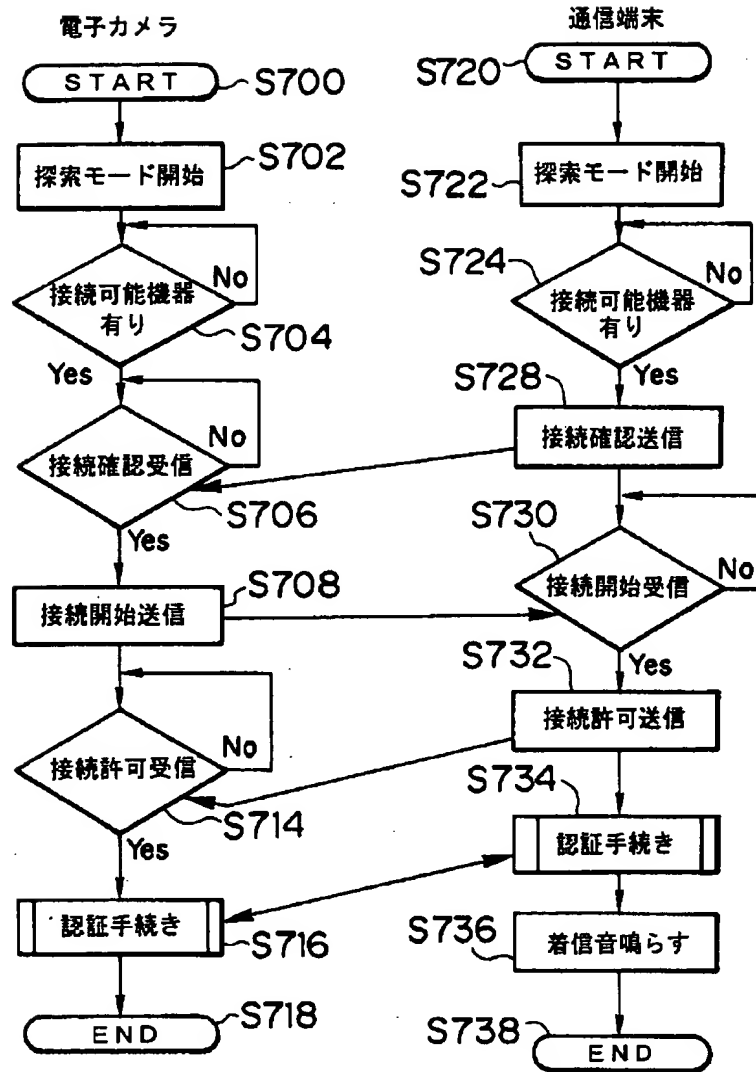 電子カメラ
START
S700
探索モード開始
S702
接続可能機器
有り
No
S704
Yes
接続確認受信
No
S706
Yes
接続開始送信
S708
接続許可受信
No
S714
Yes
認証手続き
S716
END
S718
通信端末
START
S720
探索モード開始
S722
S724
接続可能機器
有り
No
Yes
S728
接続確認送信
S730
接続開始受信
No
Yes
S732
接続許可送信
S734
認証手続き
S736
着信音鳴らす
S738
END